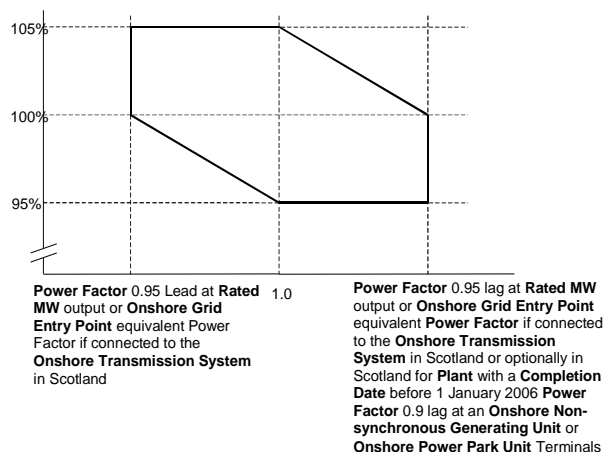 105%
100%
95%
Power Factor 0.95 Lead at Rated
MW output or Onshore Grid
Entry Point equivalent Power
Factor if connected to the
Onshore Transmission System
in Scotland
1.0
Power Factor 0.95 lag at Rated MW
output or Onshore Grid Entry Point
equivalent Power Factor if connected
to the Onshore Transmission
System in Scotland or optionally in
Scotland for Plant with a Completion
Date before 1 January 2006 Power
Factor 0.9 lag at an Onshore Non-
synchronous Generating Unit or
Onshore Power Park Unit Terminals